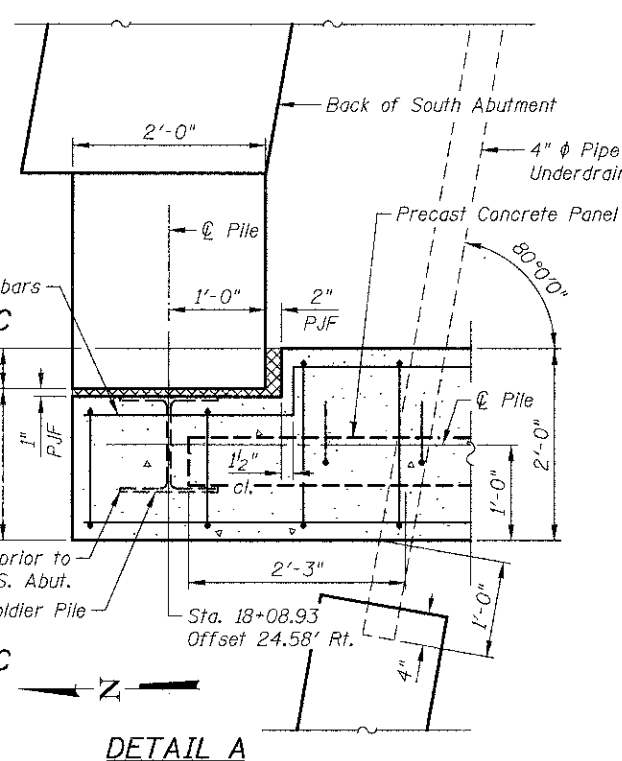 Back of South Abutment
2'-0"
4" ϕ Pipe
Underdrain
℄ Pile
Precast Concrete Panel
80°0'0"
bars
1'-0"
2"
PJF
C
℄ Pile
1"
PJF
1½"
cl.
1'-0"
2'-0"
prior to
S. Abut.
2'-3"
oldier Pile
Sta. 18+08.93
Offset 24.58' Rt.
1'-0"
4"
C
N
DETAIL A